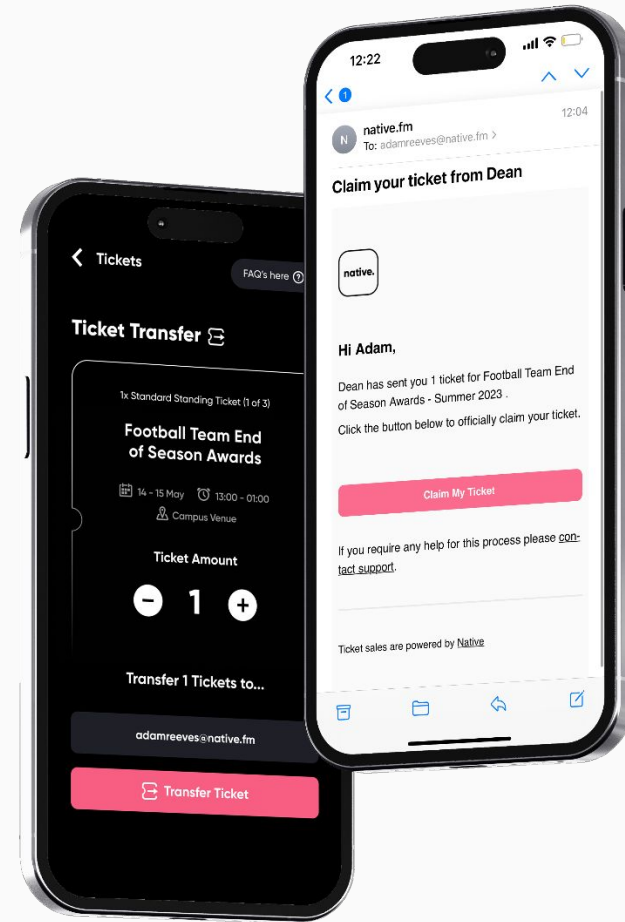 Tickets
FAQ's here
Ticket Transfer
1x Standard Standing Ticket (1 of 3)
Football Team End
of Season Awards
14 - 15 May 13:00 - 01:00
Campus Venue
Ticket Amount
1
Transfer 1 Tickets to...
adamreeves@native.fm
Transfer Ticket
12:22
1
N
native.fm
12:04
To: adamreeves@native.fm
Claim your ticket from Dean
native.
Hi Adam,
Dean has sent you 1 ticket for Football Team End
of Season Awards - Summer 2023 .
Click the button below to officially claim your ticket.
Claim My Ticket
If you require any help for this process please con-
tact support.
Ticket sales are powered by Native